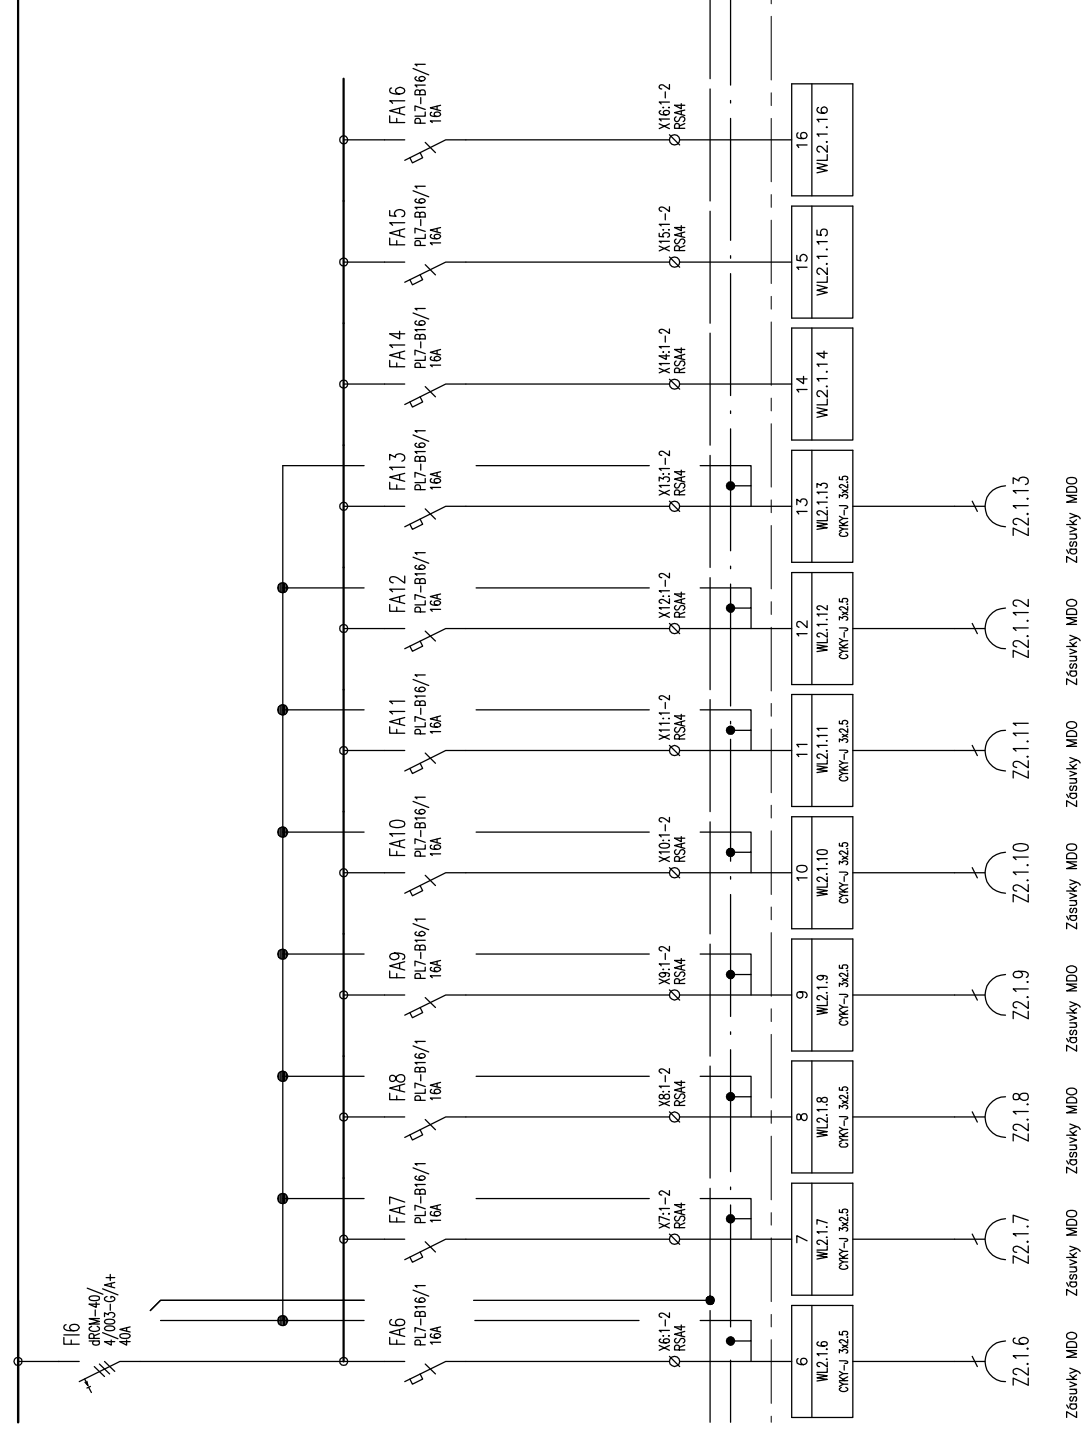 FI6
dRCM-40/
4/003-G/A+
40A
FA6
PL7-B16/1
16A
X6:1-2
RSA4
6
WL2.1.6
CYKY-J 3x2.5
Z2.1.6
Zásuvky MDO
FA7
PL7-B16/1
16A
X7:1-2
RSA4
7
WL2.1.7
CYKY-J 3x2.5
Z2.1.7
Zásuvky MDO
FA8
PL7-B16/1
16A
X8:1-2
RSA4
8
WL2.1.8
CYKY-J 3x2.5
Z2.1.8
Zásuvky MDO
FA9
PL7-B16/1
16A
X9:1-2
RSA4
9
WL2.1.9
CYKY-J 3x2.5
Z2.1.9
Zásuvky MDO
FA10
PL7-B16/1
16A
X10:1-2
RSA4
10
WL2.1.10
CYKY-J 3x2.5
Z2.1.10
Zásuvky MDO
FA11
PL7-B16/1
16A
X11:1-2
RSA4
11
WL2.1.11
CYKY-J 3x2.5
Z2.1.11
Zásuvky MDO
FA12
PL7-B16/1
16A
X12:1-2
RSA4
12
WL2.1.12
CYKY-J 3x2.5
Z2.1.12
Zásuvky MDO
FA13
PL7-B16/1
16A
X13:1-2
RSA4
13
WL2.1.13
CYKY-J 3x2.5
Z2.1.13
Zásuvky MDO
FA14
PL7-B16/1
16A
X14:1-2
RSA4
14
WL2.1.14
FA15
PL7-B16/1
16A
X15:1-2
RSA4
15
WL2.1.15
FA16
PL7-B16/1
16A
X16:1-2
RSA4
16
WL2.1.16